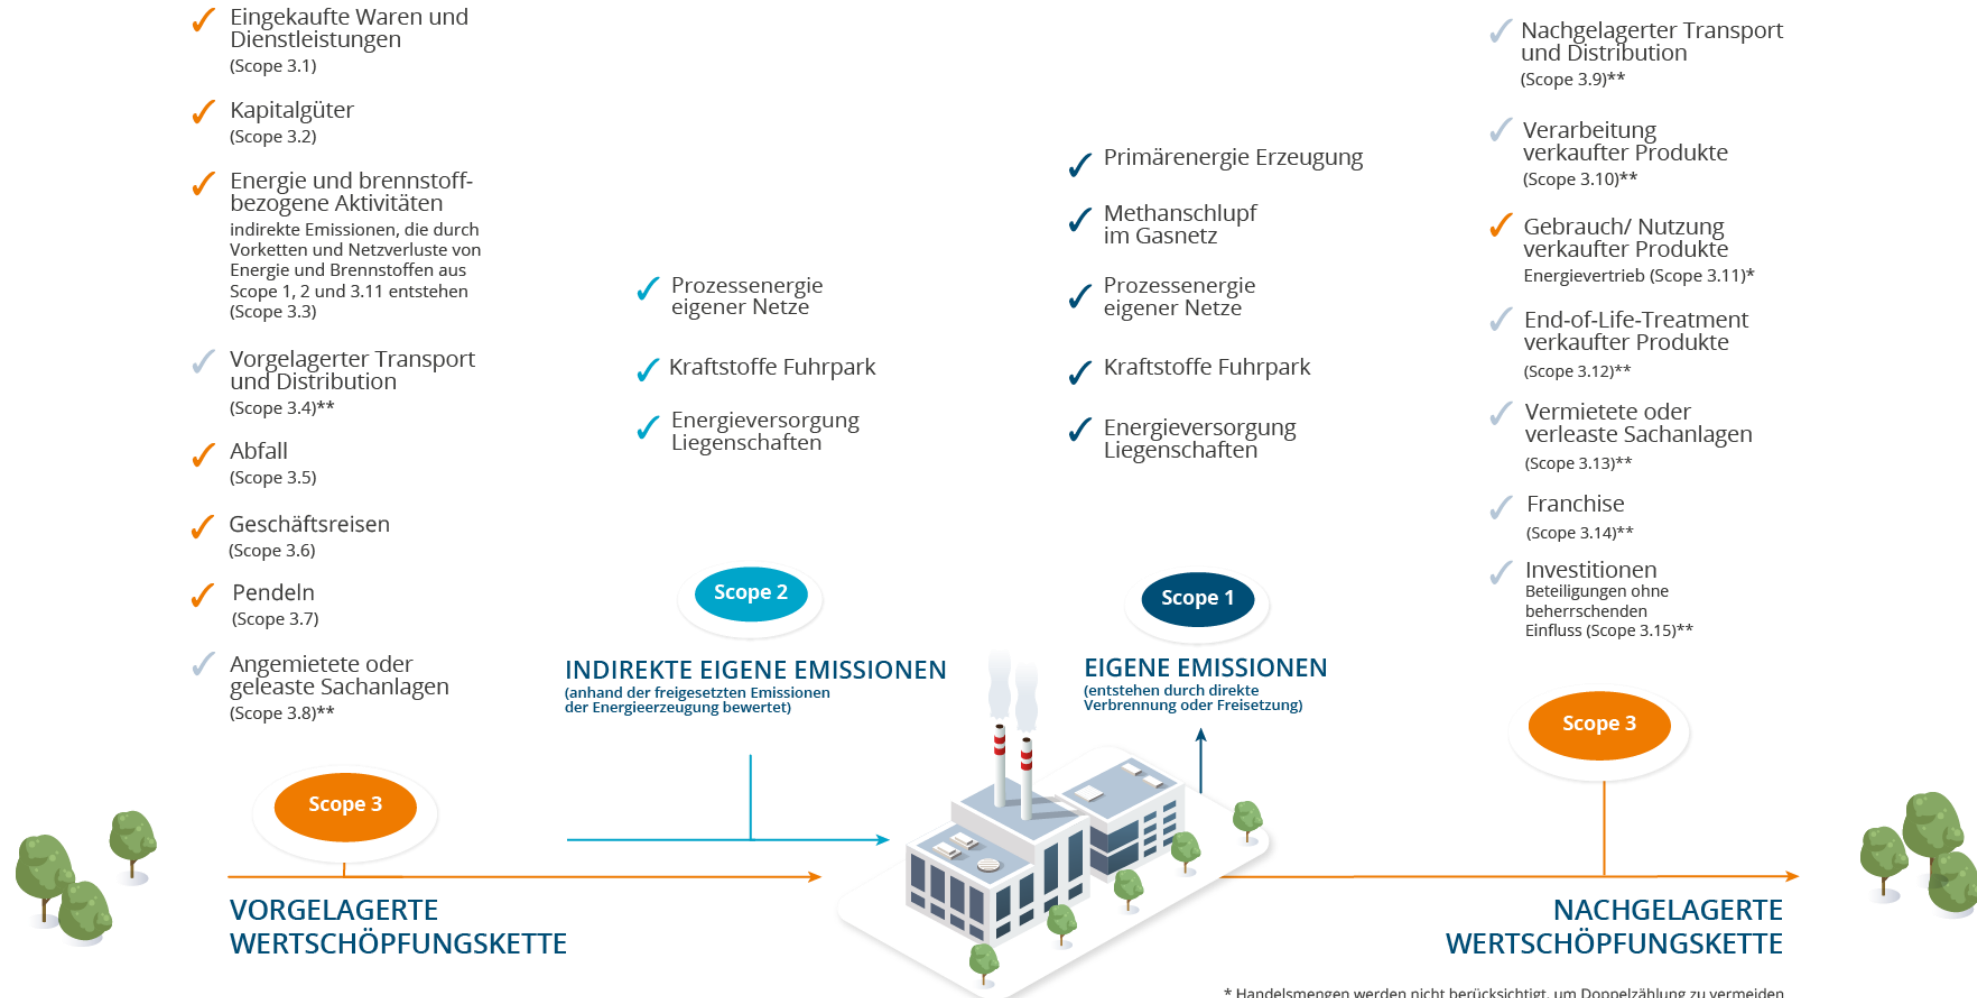 Eingekaufte Waren und
Dienstleistungen
(Scope 3.1)
Kapitalgüter
(Scope 3.2)
Energie und brennstoff-
bezogene Aktivitäten
indirekte Emissionen, die durch
Vorketten und Netzverluste von
Energie und Brennstoffen aus
Scope 1, 2 und 3.11 entstehen
(Scope 3.3)
Vorgelagerter Transport
und Distribution
(Scope 3.4)**
Abfall
(Scope 3.5)
Geschäftsreisen
(Scope 3.6)
Pendeln
(Scope 3.7)
Angemietete oder
geleaste Sachanlagen
(Scope 3.8)**
Scope 3
VORGELAGERTE
WERTSCHÖPFUNGSKETTE
Prozessenergie
eigener Netze
Kraftstoffe Fuhrpark
Energieversorgung
Liegenschaften
Scope 2
INDIREKTE EIGENE EMISSIONEN
(anhand der freigesetzten Emissionen
der Energieerzeugung bewertet)
Primärenergie Erzeugung
Methanschlupf
im Gasnetz
Prozessenergie
eigener Netze
Kraftstoffe Fuhrpark
Energieversorgung
Liegenschaften
Scope 1
EIGENE EMISSIONEN
(entstehen durch direkte
Verbrennung oder Freisetzung)
Nachgelagerter Transport
und Distribution
(Scope 3.9)**
Verarbeitung
verkaufter Produkte
(Scope 3.10)**
Gebrauch/ Nutzung
verkaufter Produkte
Energievertrieb (Scope 3.11)*
End-of-Life-Treatment
verkaufter Produkte
(Scope 3.12)**
Vermietete oder
verleaste Sachanlagen
(Scope 3.13)**
Franchise
(Scope 3.14)**
Investitionen
Beteiligungen ohne
beherrschenden
Einfluss (Scope 3.15)**
Scope 3
NACHGELAGERTE
WERTSCHÖPFUNGSKETTE
* Handelsmengen werden nicht berücksichtigt, um Doppelzählung zu vermeiden